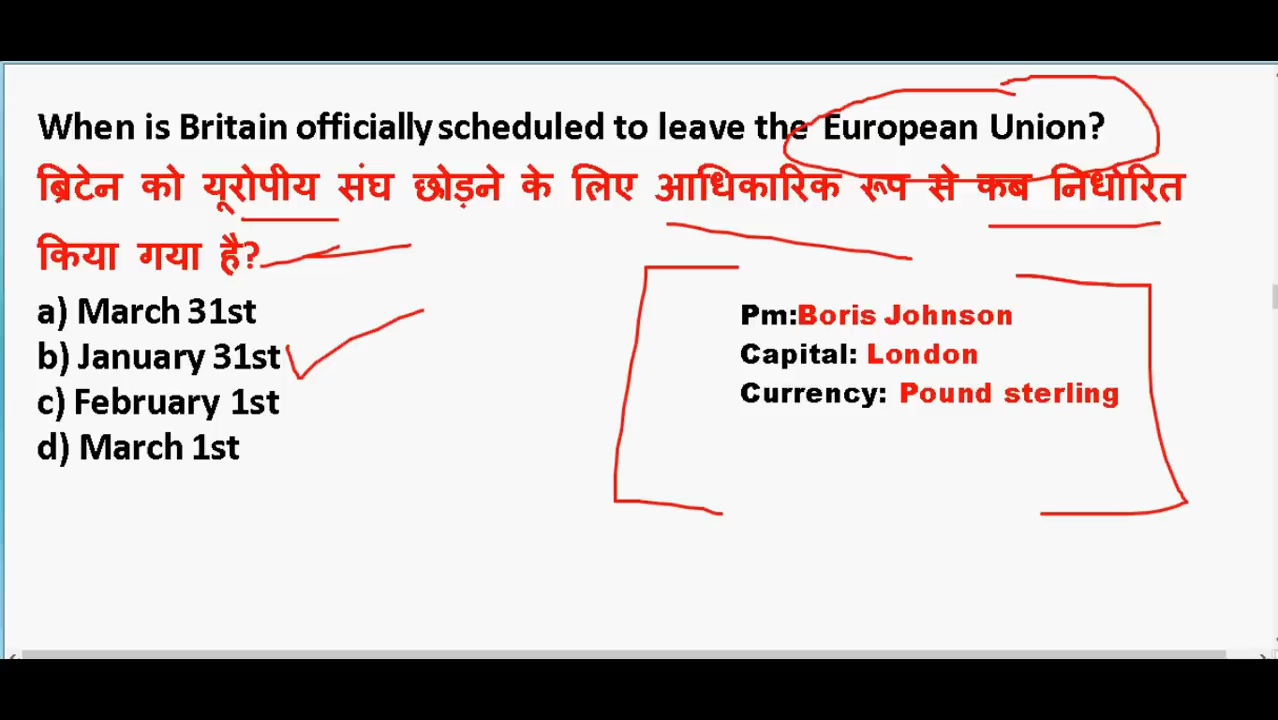 When is Britain officially scheduled to leave the European Union?
ब्रिटेन को यूरोपीय संघ छोड़ने के लिए आधिकारिक रूप से कब निर्धारित
किया गया है?
a) March 31st
b) January 31st
c) February 1st
d) March 1st
Pm:Boris Johnson
Capital: London
Currency: Pound sterling